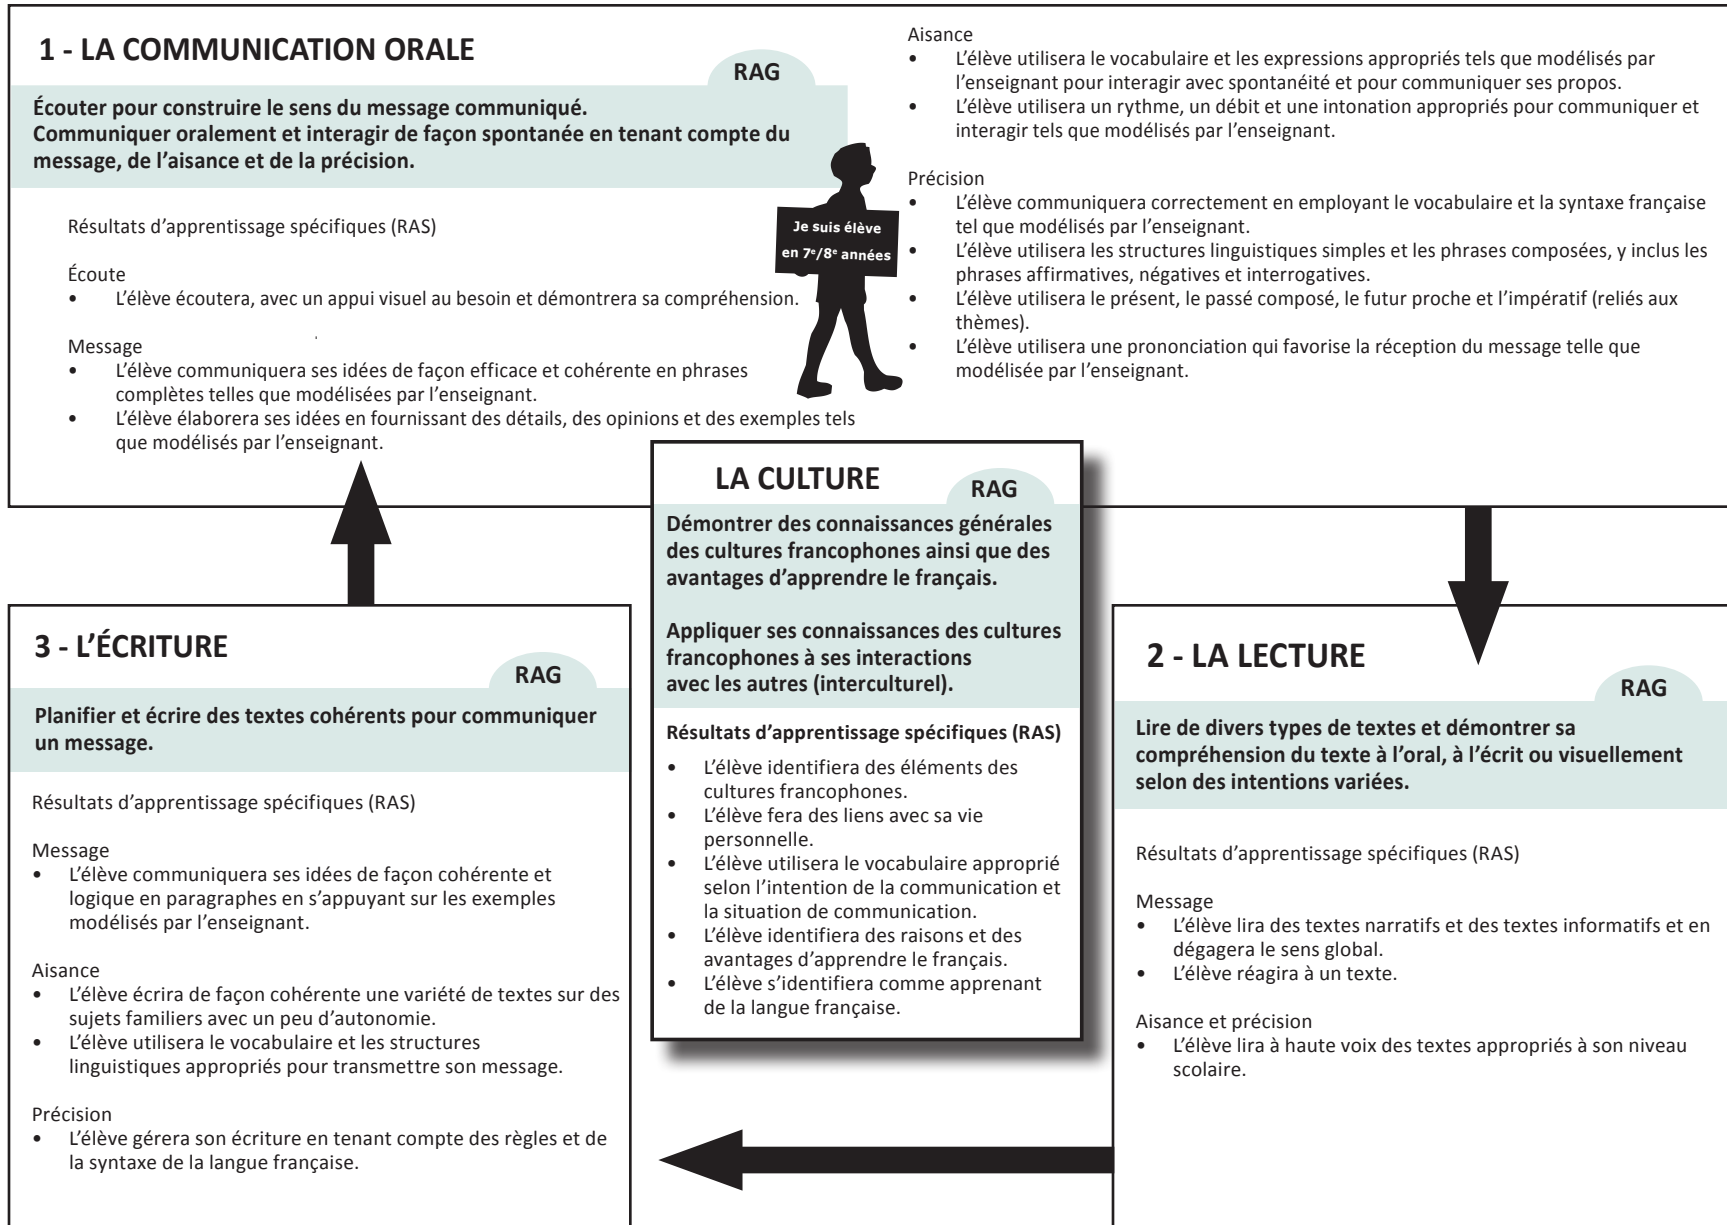 1 - LA COMMUNICATION ORALE
RAG
Écouter pour construire le sens du message communiqué.
Communiquer oralement et interagir de façon spontanée en tenant compte du
message, de l’aisance et de la précision.
Résultats d’apprentissage spécifiques (RAS)
Écoute
• L’élève écoutera, avec un appui visuel au besoin et démontrera sa compréhension.
Message
• L’élève communiquera ses idées de façon efficace et cohérente en phrases
complètes telles que modélisées par l’enseignant.
• L’élève élaborera ses idées en fournissant des détails, des opinions et des exemples tels
que modélisés par l’enseignant.
Je suis élève
en 7ᵉ/8ᵉ années
Aisance
• L’élève utilisera le vocabulaire et les expressions appropriés tels que modélisés par
l’enseignant pour interagir avec spontanéité et pour communiquer ses propos.
• L’élève utilisera un rythme, un débit et une intonation appropriés pour communiquer et
interagir tels que modélisés par l’enseignant.
Précision
• L’élève communiquera correctement en employant le vocabulaire et la syntaxe française
tel que modélisés par l’enseignant.
• L’élève utilisera les structures linguistiques simples et les phrases composées, y inclus les
phrases affirmatives, négatives et interrogatives.
• L’élève utilisera le présent, le passé composé, le futur proche et l’impératif (reliés aux
thèmes).
• L’élève utilisera une prononciation qui favorise la réception du message telle que
modélisée par l’enseignant.
LA CULTURE
RAG
Démontrer des connaissances générales
des cultures francophones ainsi que des
avantages d’apprendre le français.
Appliquer ses connaissances des cultures
francophones à ses interactions
avec les autres (interculturel).
Résultats d’apprentissage spécifiques (RAS)
• L’élève identifiera des éléments des
cultures francophones.
• L’élève fera des liens avec sa vie
personnelle.
• L’élève utilisera le vocabulaire approprié
selon l’intention de la communication et
la situation de communication.
• L’élève identifiera des raisons et des
avantages d’apprendre le français.
• L’élève s’identifiera comme apprenant
de la langue française.
2 - LA LECTURE
RAG
Lire de divers types de textes et démontrer sa
compréhension du texte à l’oral, à l’écrit ou visuellement
selon des intentions variées.
Résultats d’apprentissage spécifiques (RAS)
Message
• L’élève lira des textes narratifs et des textes informatifs et en
dégagera le sens global.
• L’élève réagira à un texte.
Aisance et précision
• L’élève lira à haute voix des textes appropriés à son niveau
scolaire.
3 - L’ÉCRITURE
RAG
Planifier et écrire des textes cohérents pour communiquer
un message.
Résultats d’apprentissage spécifiques (RAS)
Message
• L’élève communiquera ses idées de façon cohérente et
logique en paragraphes en s’appuyant sur les exemples
modélisés par l’enseignant.
Aisance
• L’élève écrira de façon cohérente une variété de textes sur des
sujets familiers avec un peu d’autonomie.
• L’élève utilisera le vocabulaire et les structures
linguistiques appropriés pour transmettre son message.
Précision
• L’élève gérera son écriture en tenant compte des règles et de
la syntaxe de la langue française.